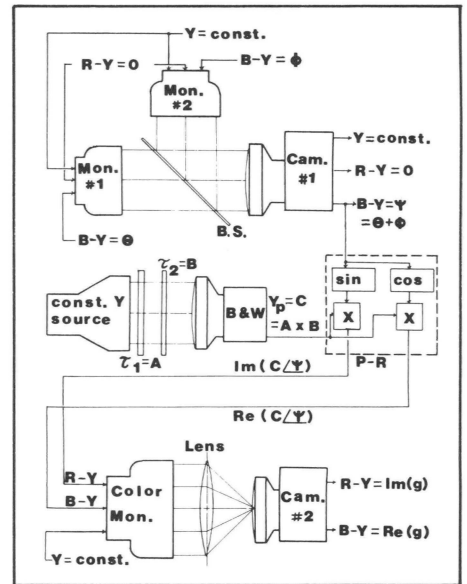 Y=const.
R-Y=0
B-Y=Φ
Mon. #2
Mon. #1
Cam. #1
Y=const.
R-Y=0
B-Y=Ψ
=Θ+Φ
B.S.
B-Y=Θ
const. Y
source
τ₁=A
τ₂=B
B&W
Yp=C
=A x B
sin
cos
X
X
P-R
Im(C/Ψ)
Re(C/Ψ)
Lens
R-Y
B-Y
Color
Mon.
Cam.
#2
R-Y=Im(g)
B-Y=Re(g)
Y=const.